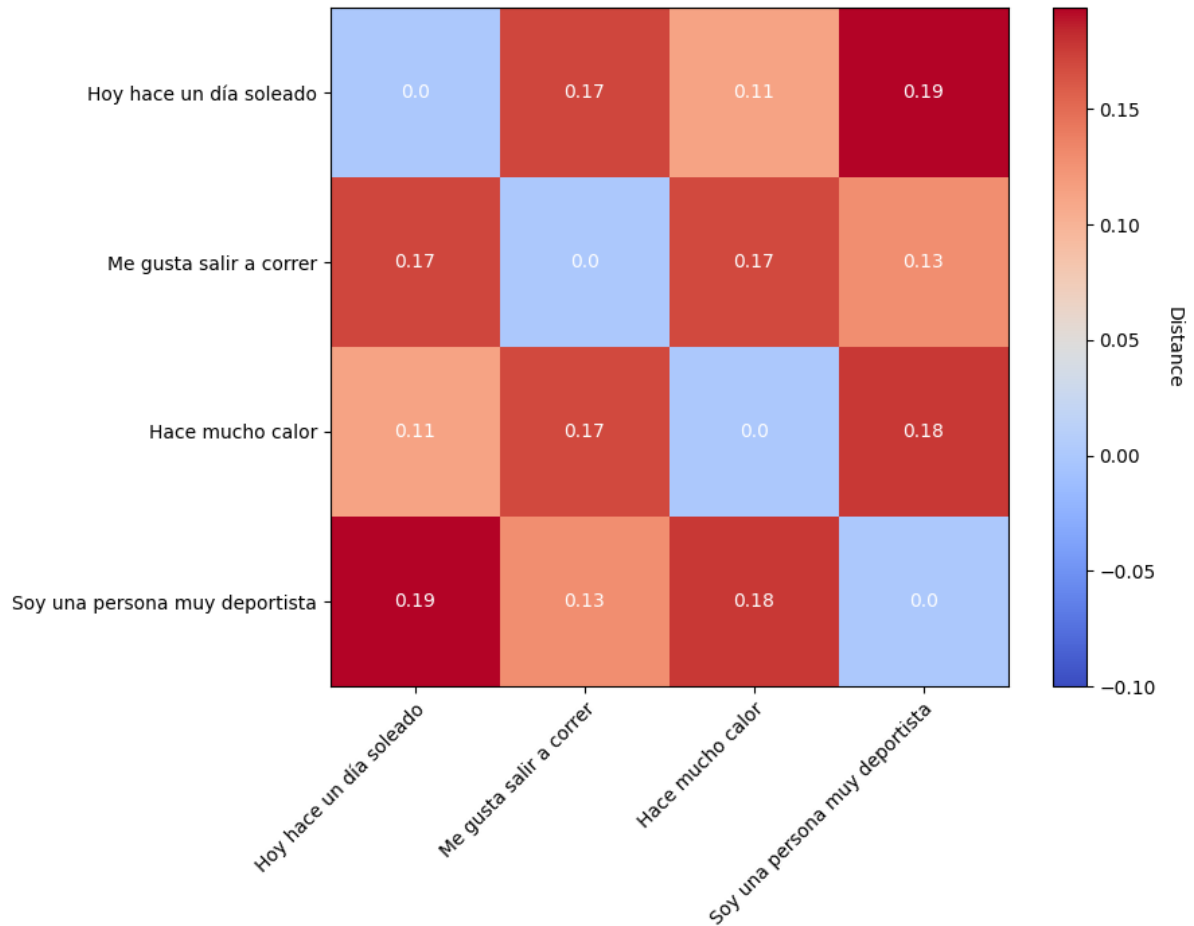 Hoy hace un día soleado
0.0
0.17
0.11
0.19
0.15
Me gusta salir a correr
0.17
0.0
0.17
0.13
0.10
0.05
Distance
Hace mucho calor
0.11
0.17
0.0
0.18
0.00
Soy una persona muy deportista
0.19
0.13
0.18
0.0
−0.05
−0.10
Hoy hace un día soleado
Me gusta salir a correr
Hace mucho calor
Soy una persona muy deportista